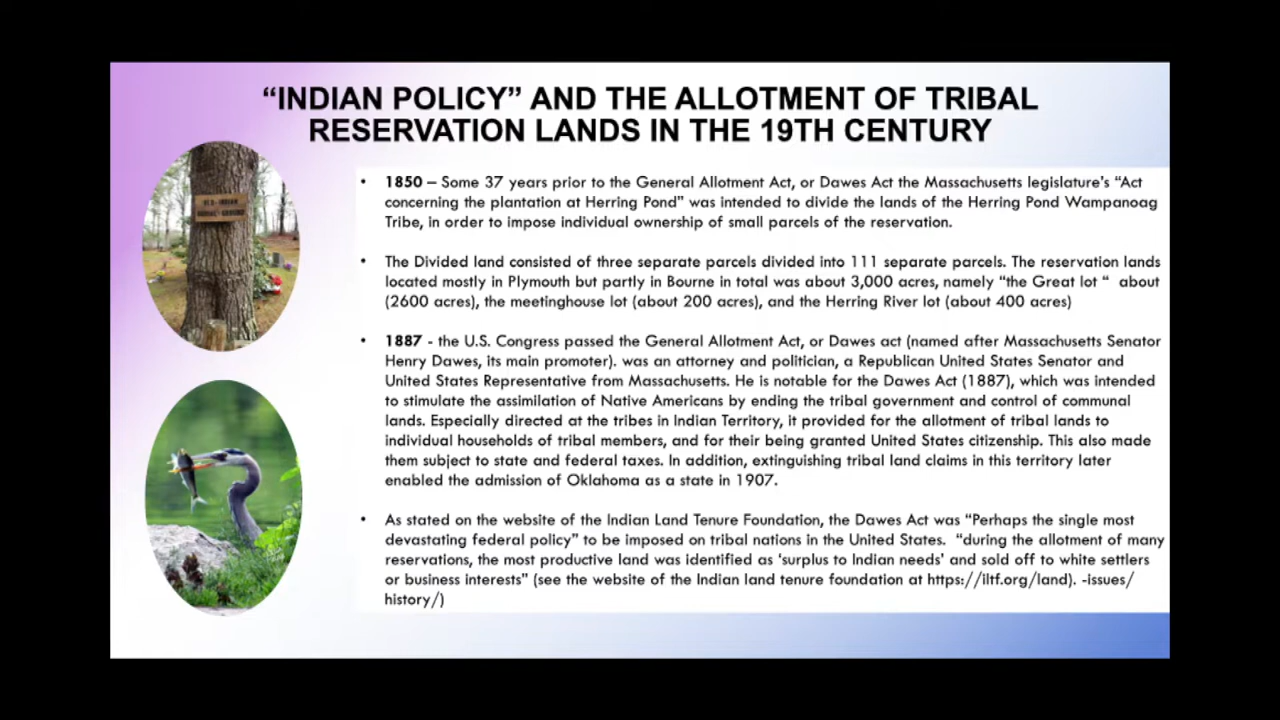 “INDIAN POLICY” AND THE ALLOTMENT OF TRIBAL
RESERVATION LANDS IN THE 19TH CENTURY
OLD INDIAN
BURIAL GROUND
• 1850 – Some 37 years prior to the General Allotment Act, or Dawes Act the Massachusetts legislature’s “Act
concerning the plantation at Herring Pond” was intended to divide the lands of the Herring Pond Wampanoag
Tribe, in order to impose individual ownership of small parcels of the reservation.
• The Divided land consisted of three separate parcels divided into 111 separate parcels. The reservation lands
located mostly in Plymouth but partly in Bourne in total was about 3,000 acres, namely “the Great lot “ about
(2600 acres), the meetinghouse lot (about 200 acres), and the Herring River lot (about 400 acres)
• 1887 - the U.S. Congress passed the General Allotment Act, or Dawes act (named after Massachusetts Senator
Henry Dawes, its main promoter). was an attorney and politician, a Republican United States Senator and
United States Representative from Massachusetts. He is notable for the Dawes Act (1887), which was intended
to stimulate the assimilation of Native Americans by ending the tribal government and control of communal
lands. Especially directed at the tribes in Indian Territory, it provided for the allotment of tribal lands to
individual households of tribal members, and for their being granted United States citizenship. This also made
them subject to state and federal taxes. In addition, extinguishing tribal land claims in this territory later
enabled the admission of Oklahoma as a state in 1907.
• As stated on the website of the Indian Land Tenure Foundation, the Dawes Act was “Perhaps the single most
devastating federal policy” to be imposed on tribal nations in the United States. “during the allotment of many
reservations, the most productive land was identified as ‘surplus to Indian needs’ and sold off to white settlers
or business interests” (see the website of the Indian land tenure foundation at https://iltf.org/land). -issues/
history/)